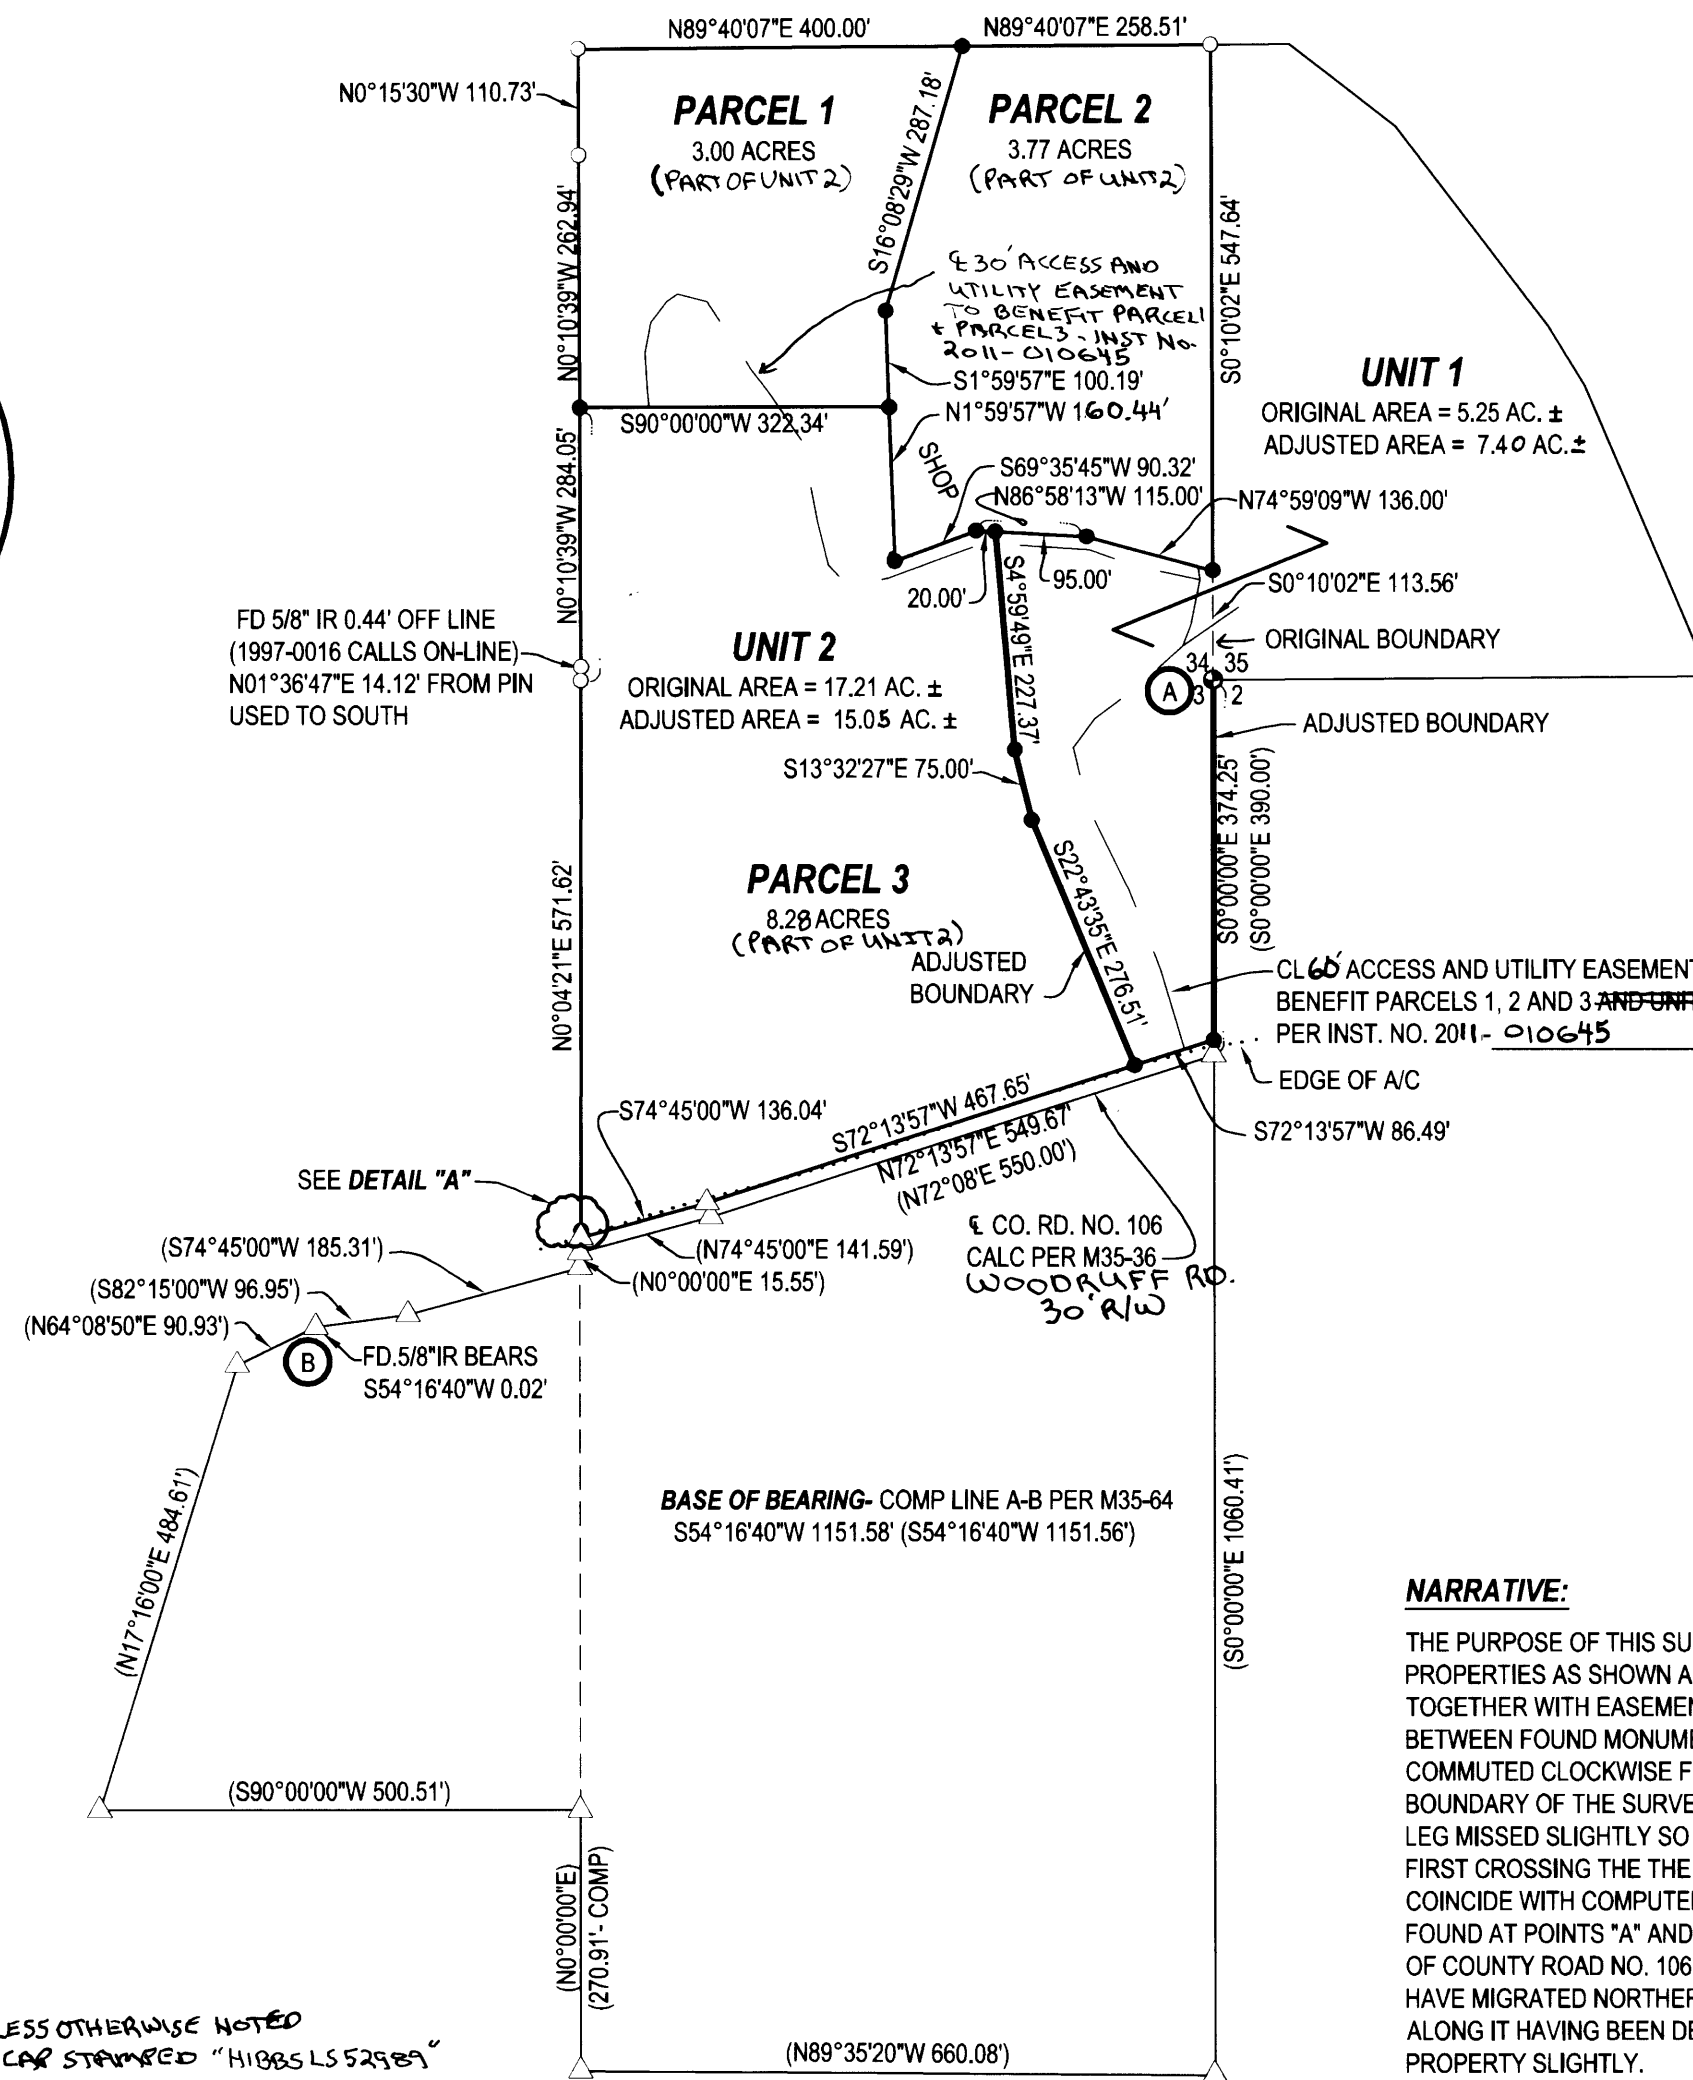 N89°40'07"E 400.00'
N89°40'07"E 258.51'
N0°15'30"W 110.73'
PARCEL 1
3.00 ACRES
(PART OF UNIT 2)
PARCEL 2
3.77 ACRES
(PART OF UNIT 2)
S16°08'29"W 287.18'
N0°10'39"W 262.94'
S0°10'02"E 547.64'
℄ 30' ACCESS AND
UTILITY EASEMENT
TO BENEFIT PARCEL 1
+ PARCEL 3 - INST NO.
2011-010645
S1°59'57"E 100.19'
N1°59'57"W 160.44'
S90°00'00"W 322.34'
UNIT 1
ORIGINAL AREA = 5.25 AC. ±
ADJUSTED AREA = 7.40 AC.±
SHOP
S69°35'45"W 90.32'
N86°58'13"W 115.00'
N74°59'09"W 136.00'
N0°10'39"W 284.05'
20.00'
95.00'
S0°10'02"E 113.56'
ORIGINAL BOUNDARY
FD 5/8" IR 0.44' OFF LINE
(1997-0016 CALLS ON-LINE)
N01°36'47"E 14.12' FROM PIN
USED TO SOUTH
UNIT 2
ORIGINAL AREA = 17.21 AC. ±
ADJUSTED AREA = 15.05 AC. ±
S4°59'49"E 227.37'
34 35
A 3 2
ADJUSTED BOUNDARY
S13°32'27"E 75.00'
S0°00'00"E 374.25'
(S0°00'00"E 390.00')
PARCEL 3
8.28 ACRES
(PART OF UNIT 2)
S22°43'35"E 276.51'
N0°04'21"E 571.62'
ADJUSTED
BOUNDARY
CL 60' ACCESS AND UTILITY EASEMENT
BENEFIT PARCELS 1, 2 AND 3 AND UNI
PER INST. NO. 2011- 010645
EDGE OF A/C
S74°45'00"W 136.04'
S72°13'57"W 467.65'
N72°13'57"E 549.67'
(N72°08'E 550.00')
S72°13'57"W 86.49'
SEE DETAIL "A"
℄ CO. RD. NO. 106
CALC PER M35-36
WOODRUFF RD.
30' R/W
(S74°45'00"W 185.31')
(N74°45'00"E 141.59')
(S82°15'00"W 96.95')
(N0°00'00"E 15.55')
(N64°08'50"E 90.93')
B
FD.5/8"IR BEARS
S54°16'40"W 0.02'
(N17°16'00"E 484.61')
BASE OF BEARING- COMP LINE A-B PER M35-64
S54°16'40"W 1151.58' (S54°16'40"W 1151.56')
(S0°00'00"E 1060.41')
(S90°00'00"W 500.51')
(N0°00'00"E)
(270.91'- COMP)
(N89°35'20"W 660.08')
NARRATIVE:
THE PURPOSE OF THIS SU
PROPERTIES AS SHOWN A
TOGETHER WITH EASEMEN
BETWEEN FOUND MONUME
COMMUTED CLOCKWISE F
BOUNDARY OF THE SURVE
LEG MISSED SLIGHTLY SO
FIRST CROSSING THE THE
COINCIDE WITH COMPUTE
FOUND AT POINTS "A" AND
OF COUNTY ROAD NO. 106
HAVE MIGRATED NORTHER
ALONG IT HAVING BEEN DE
PROPERTY SLIGHTLY.
LESS OTHERWISE NOTED
CAP STAMPED "HIBBS LS 52989"